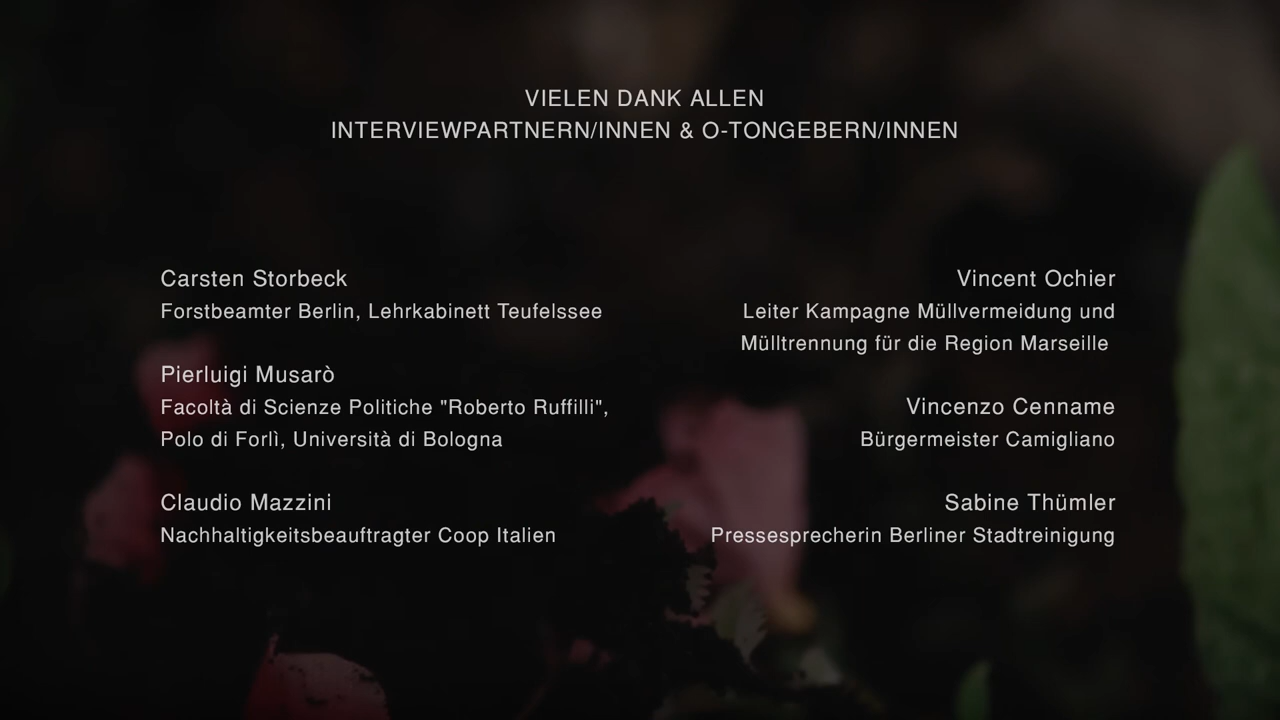 VIELEN DANK ALLEN
INTERVIEWPARTNERN/INNEN & O-TONGEBERN/INNEN
Carsten Storbeck
Forstbeamter Berlin, Lehrkabinett Teufelssee
Pierluigi Musarò
Facoltà di Scienze Politiche "Roberto Ruffilli",
Polo di Forlì, Università di Bologna
Claudio Mazzini
Nachhaltigkeitsbeauftragter Coop Italien
Vincent Ochier
Leiter Kampagne Müllvermeidung und
Mülltrennung für die Region Marseille
Vincenzo Cenname
Bürgermeister Camigliano
Sabine Thümler
Pressesprecherin Berliner Stadtreinigung